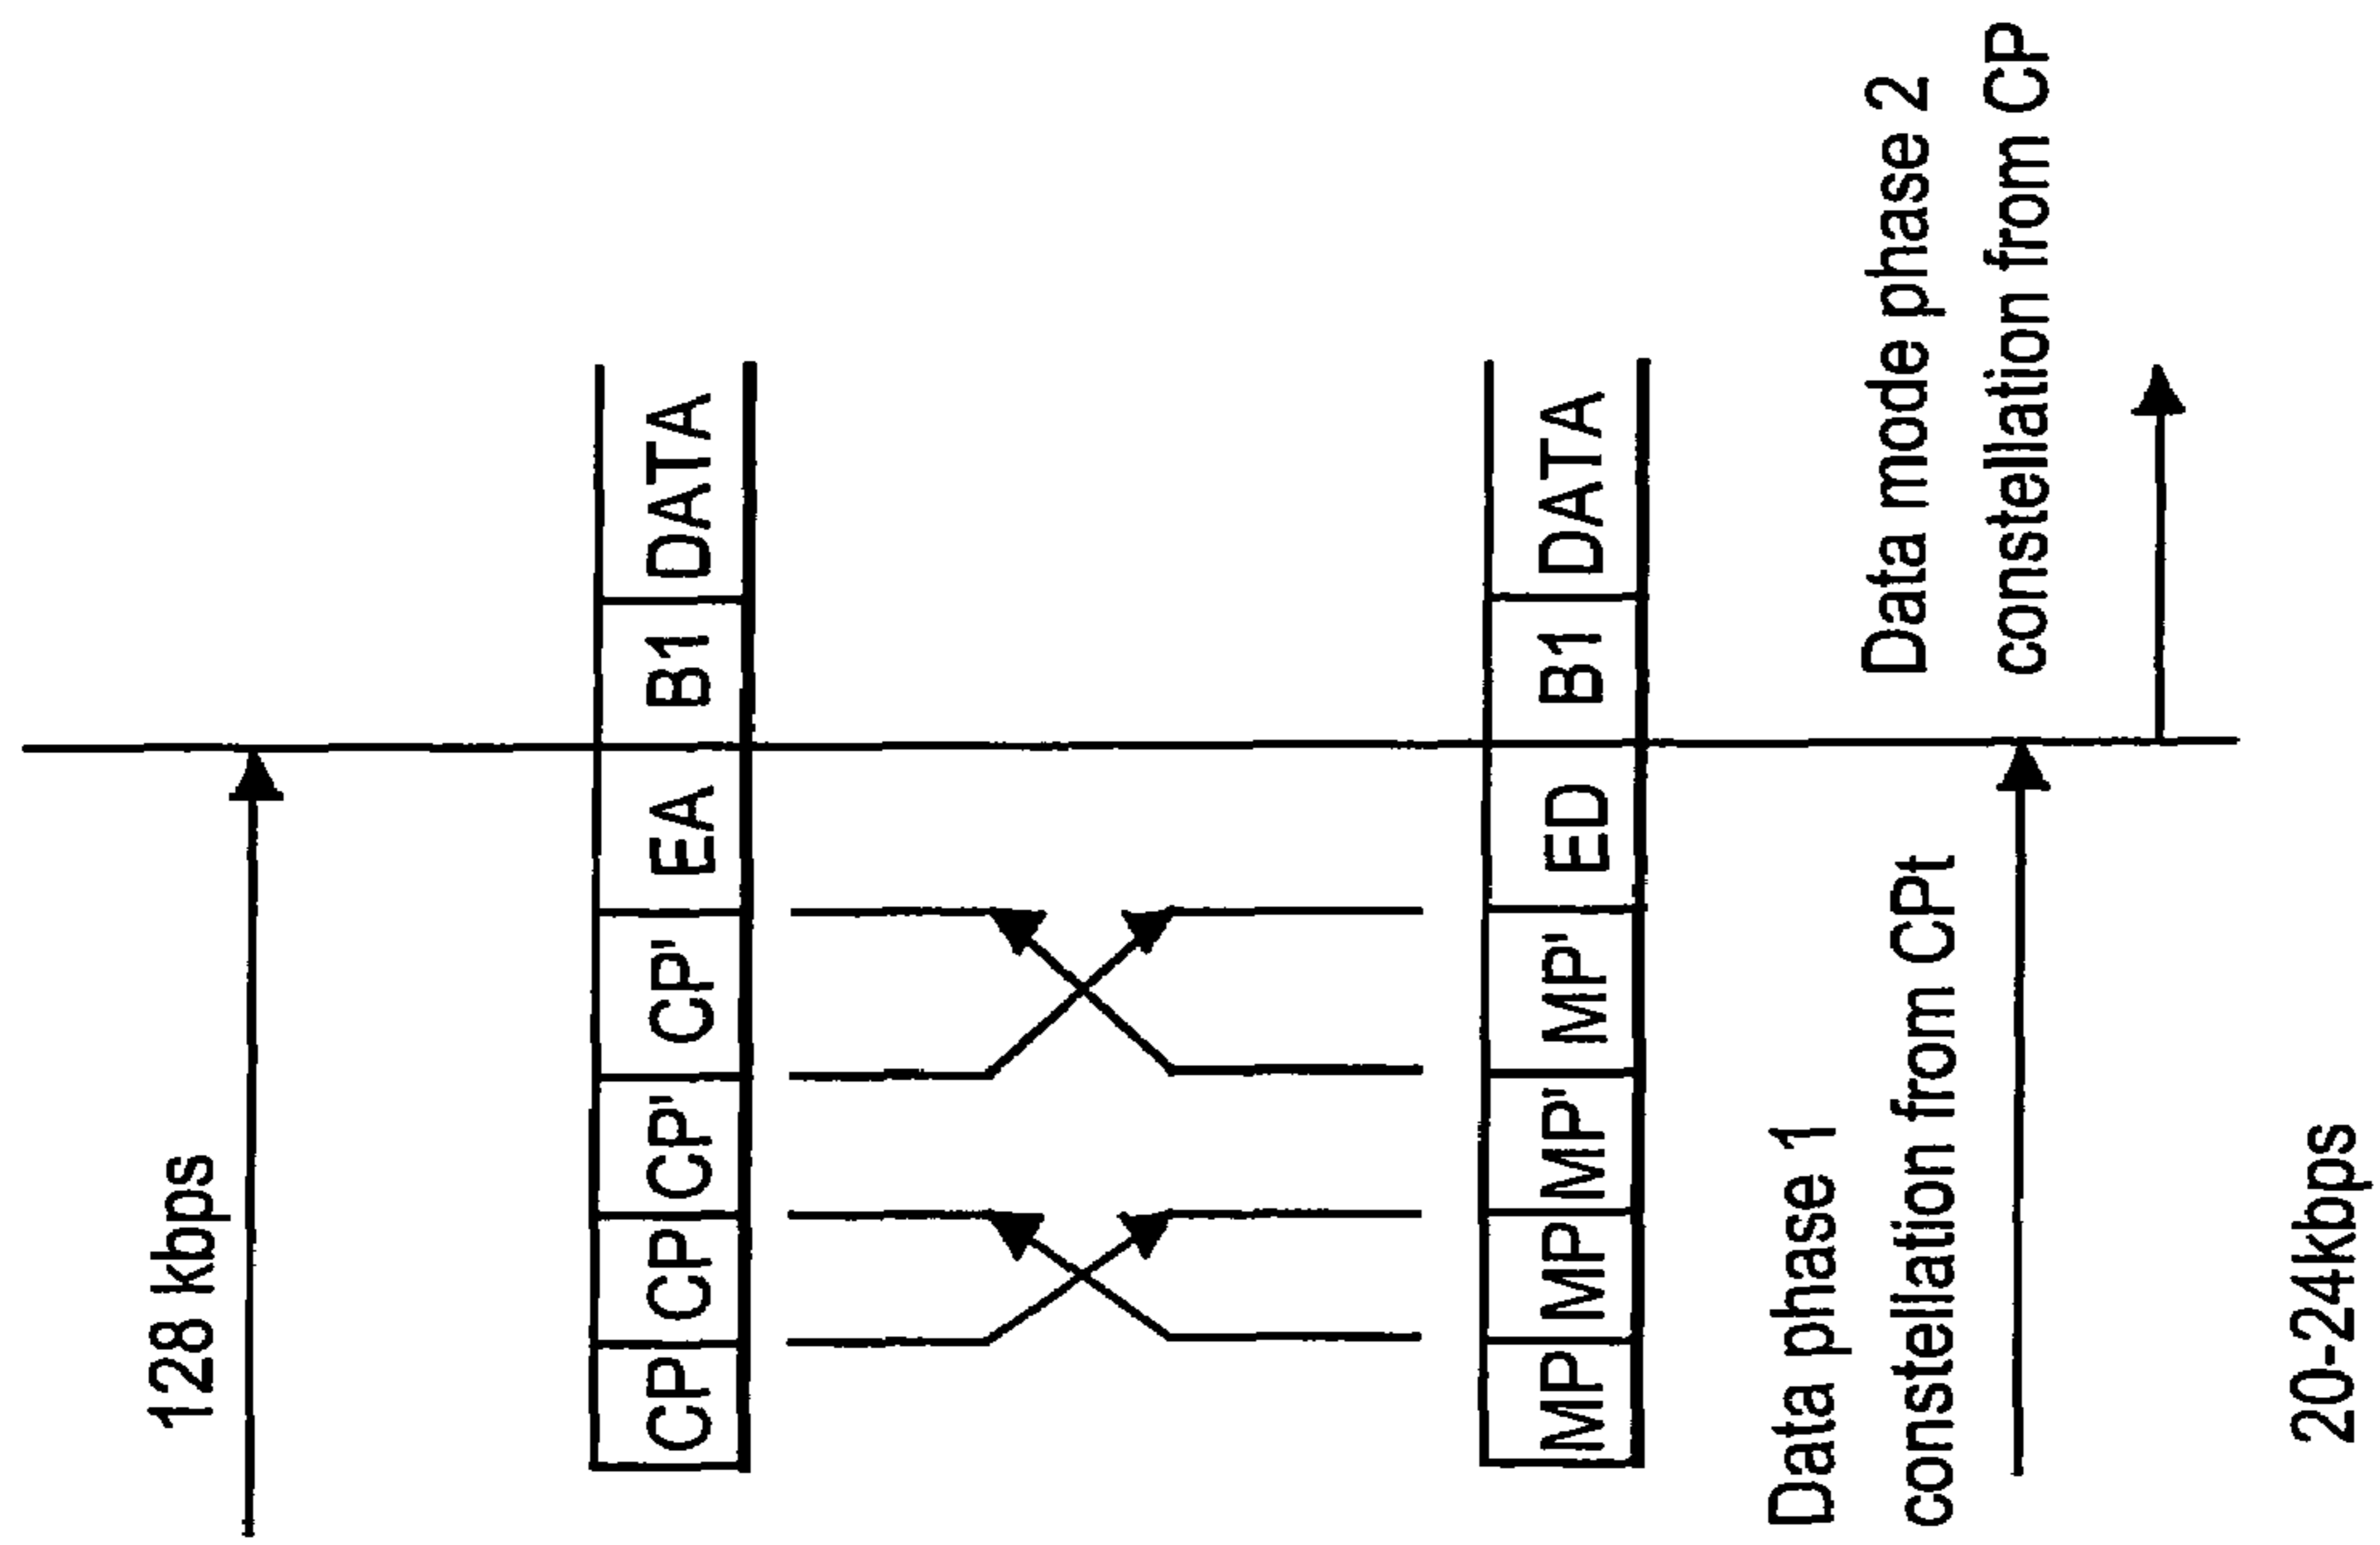 128 kbps
CP CP CP' CP' EA B1 DATA
MP MP MP' MP' ED B1 DATA
Data phase 1
constellation from CPt
Data mode phase 2
constellation from CP
20-24kbps